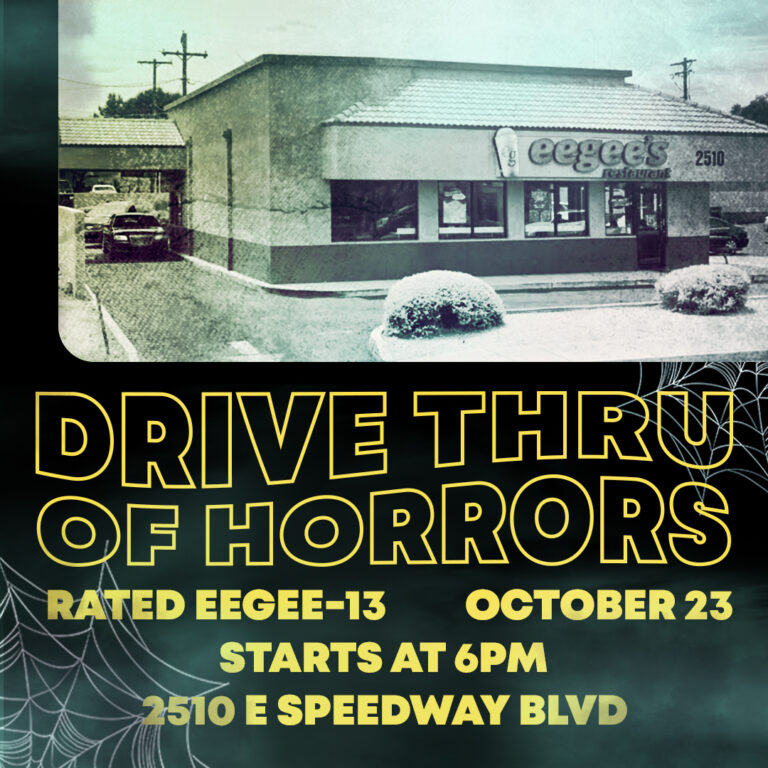 eegee's
restaurant
2510
DRIVE THRU
OF HORRORS
RATED EEGEE-13 OCTOBER 23
STARTS AT 6PM
2510 E SPEEDWAY BLVD